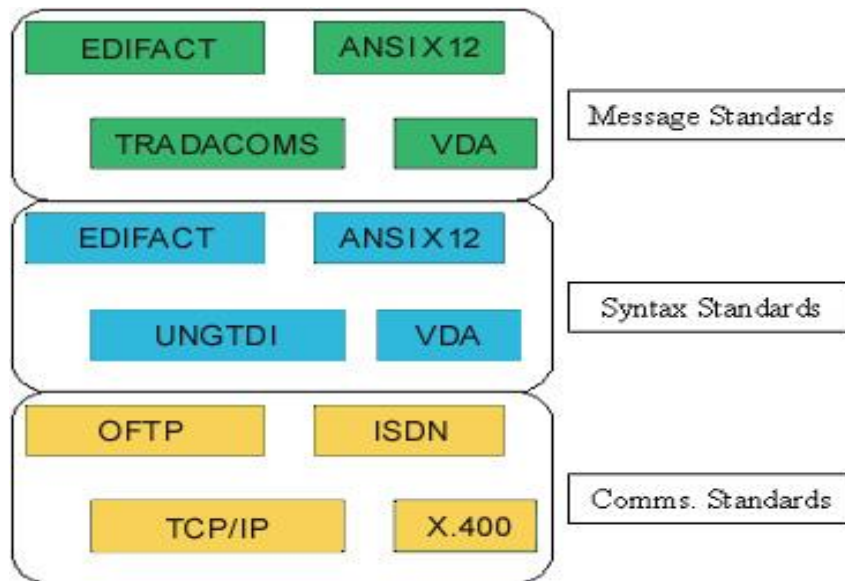 EDIFACT
ANSI X12
TRADACOMS
VDA
Message Standards
EDIFACT
ANSI X12
UNGTDI
VDA
Syntax Standards
OFTP
ISDN
TCP/IP
X.400
Comms. Standards